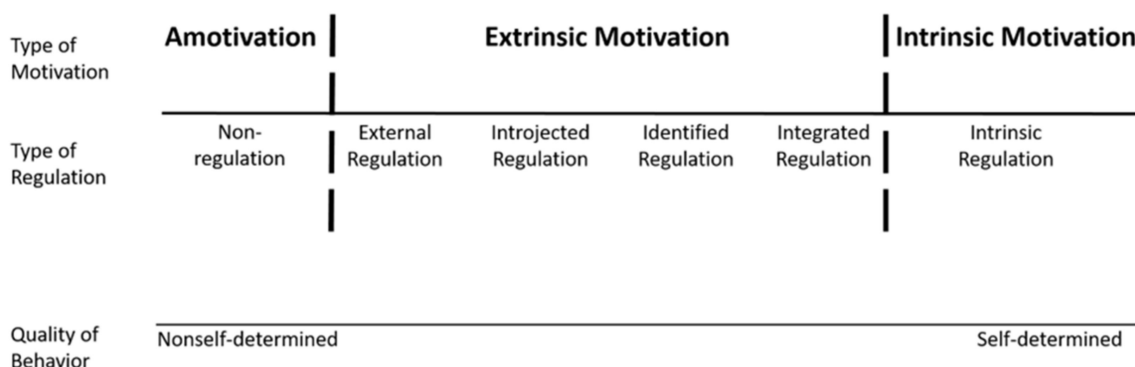 Type of
Motivation
Amotivation
Extrinsic Motivation
Intrinsic Motivation
Type of
Regulation
Non-
regulation
External
Regulation
Introjected
Regulation
Identified
Regulation
Integrated
Regulation
Intrinsic
Regulation
Quality of
Behavior
Nonself-determined
Self-determined